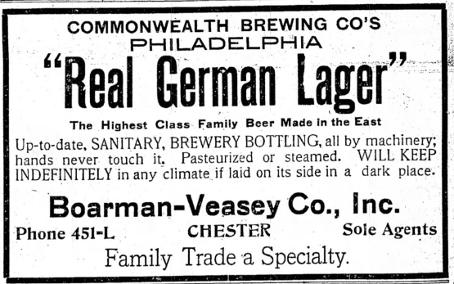 COMMONWEALTH BREWING CO'S
PHILADELPHIA
"Real German Lager"
The Highest Class Family Beer Made in the East
Up-to-date, SANITARY, BREWERY BOTTLING, all by machinery;
hands never touch it. Pasteurized or steamed. WILL KEEP
INDEFINITELY in any climate if laid on its side in a dark place.
Boarman-Veasey Co., Inc.
Phone 451-L CHESTER Sole Agents
Family Trade a Specialty.